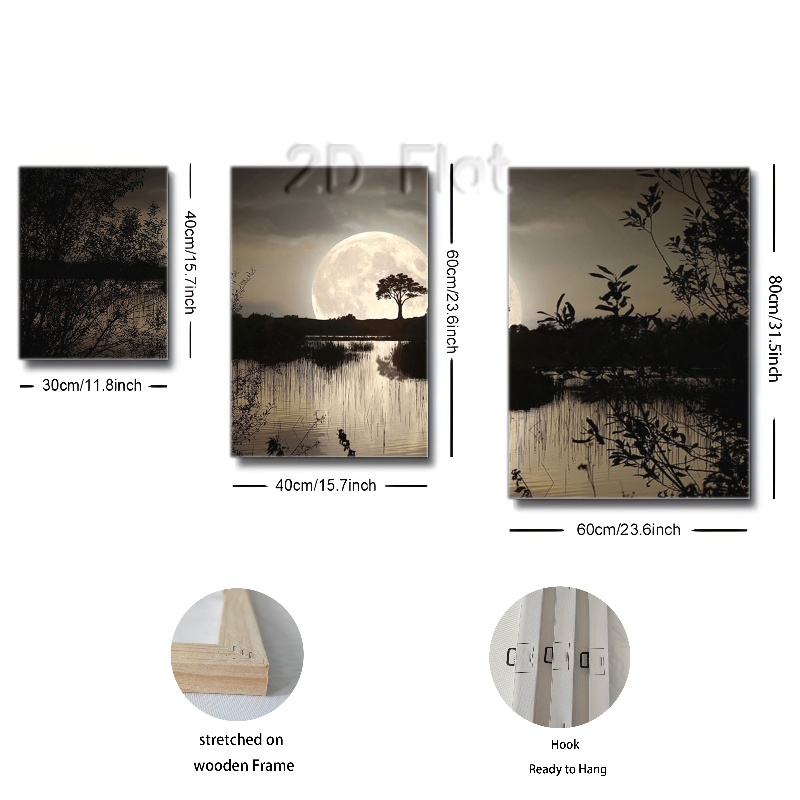 2D Flat
40cm/15.7inch
30cm/11.8inch
60cm/23.6inch
40cm/15.7inch
80cm/31.5inch
60cm/23.6inch
stretched on
wooden Frame
Hook
Ready to Hang